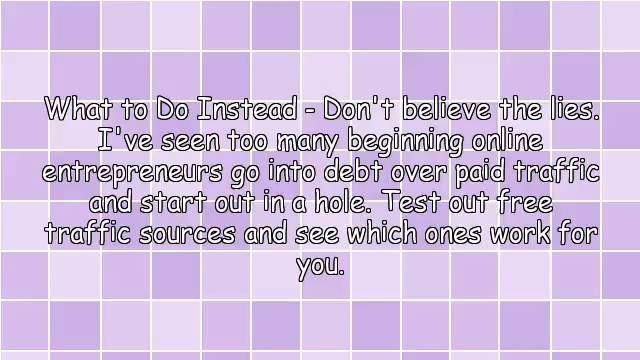 What to Do Instead - Don't believe the lies.
I've seen too many beginning online
entrepreneurs go into debt over paid traffic
and start out in a hole. Test out free
traffic sources and see which ones work for
you.